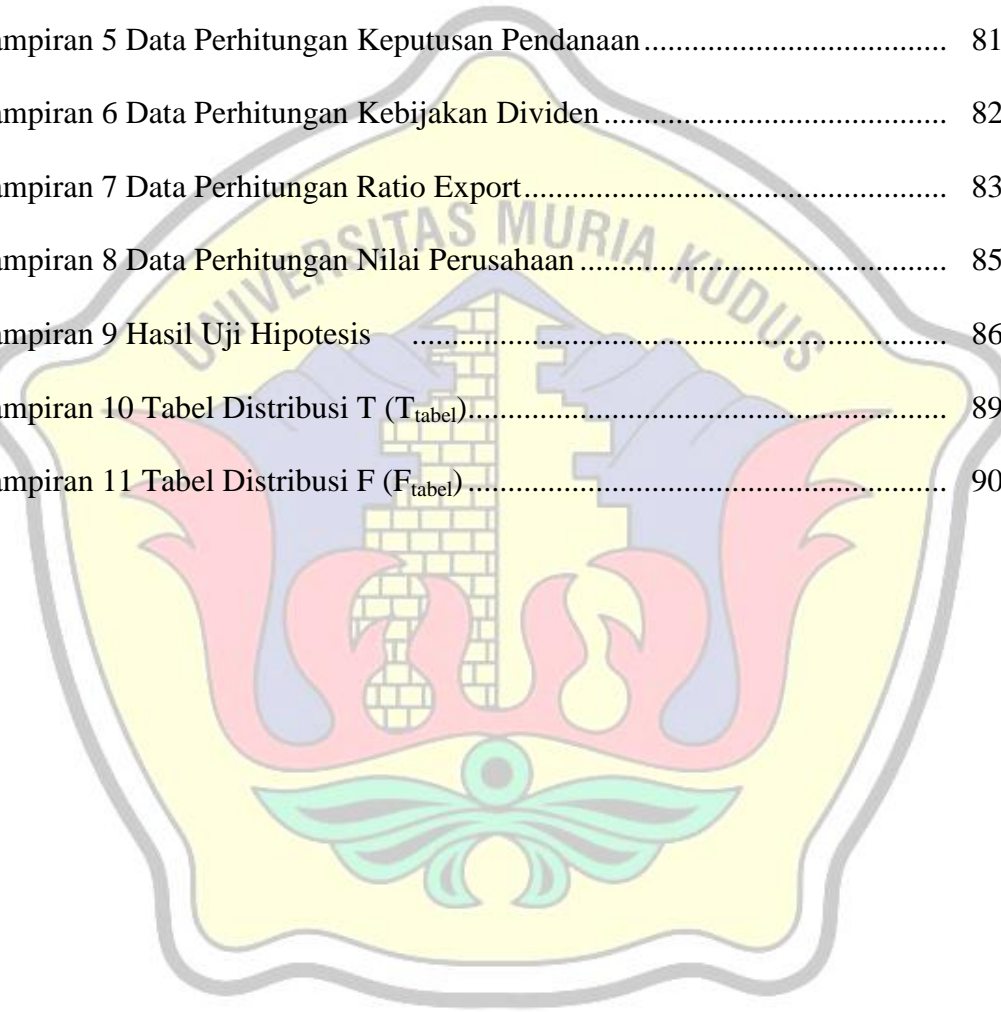 ampiran 5 Data Perhitungan Keputusan Pendanaan..................................... 81
ampiran 6 Data Perhitungan Kebijakan Dividen.......................................... 82
ampiran 7 Data Perhitungan Ratio Export.................................................... 83
ampiran 8 Data Perhitungan Nilai Perusahaan............................................. 85
ampiran 9 Hasil Uji Hipotesis .................................................................. 86
ampiran 10 Tabel Distribusi T (Ttabel)........................................................... 89
ampiran 11 Tabel Distribusi F (Ftabel)........................................................... 90
UNIVERSITAS MURIA KUDUS